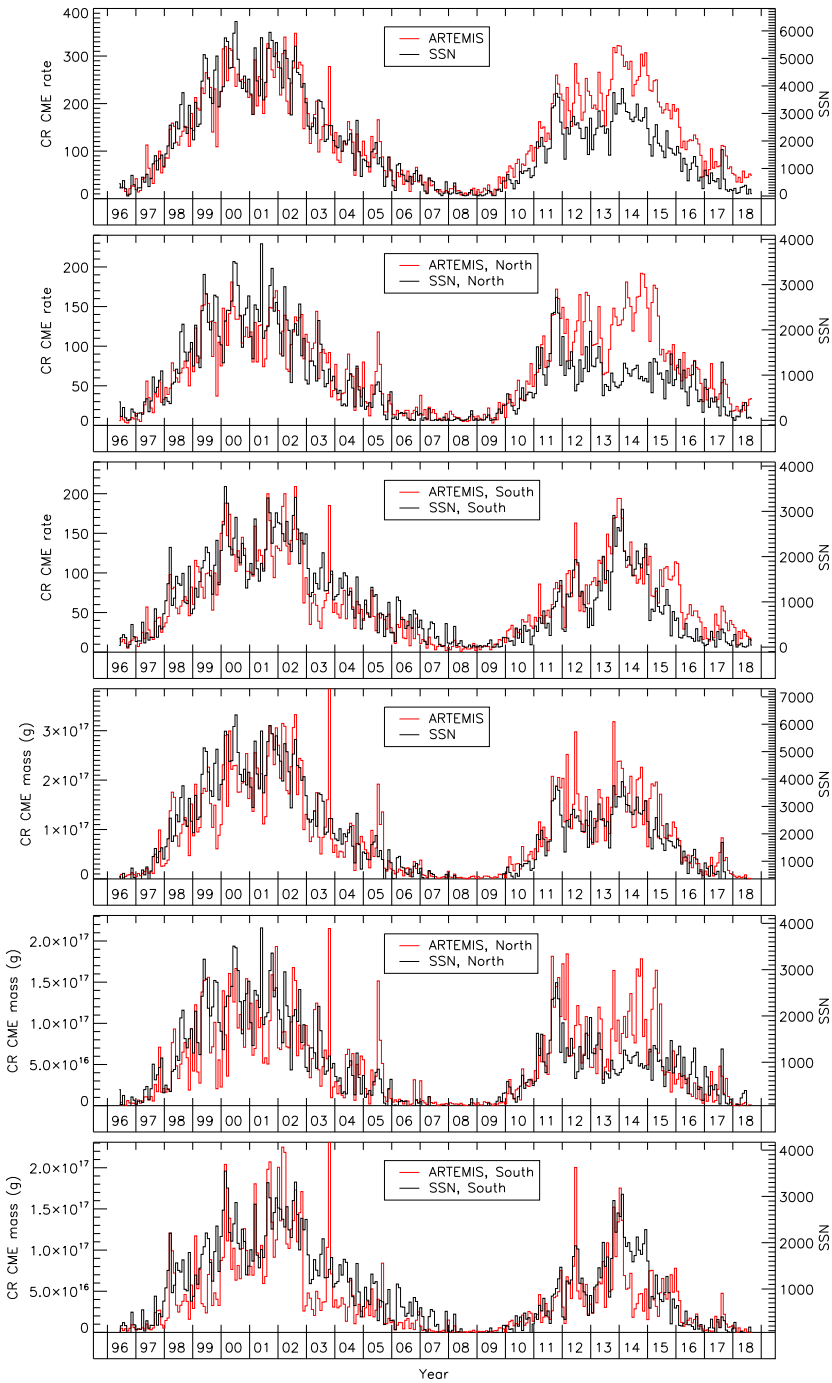 400
300
200
100
0
CR CME rate
ARTEMIS
SSN
6000
5000
4000
3000
2000
1000
0
SSN
96 97 98 99 00 01 02 03 04 05 06 07 08 09 10 11 12 13 14 15 16 17 18
200
150
100
50
0
CR CME rate
ARTEMIS, North
SSN, North
4000
3000
2000
1000
0
SSN
96 97 98 99 00 01 02 03 04 05 06 07 08 09 10 11 12 13 14 15 16 17 18
200
150
100
50
0
CR CME rate
ARTEMIS, South
SSN, South
4000
3000
2000
1000
0
SSN
96 97 98 99 00 01 02 03 04 05 06 07 08 09 10 11 12 13 14 15 16 17 18
3×10¹⁷
2×10¹⁷
1×10¹⁷
0
CR CME mass (g)
ARTEMIS
SSN
7000
6000
5000
4000
3000
2000
1000
SSN
96 97 98 99 00 01 02 03 04 05 06 07 08 09 10 11 12 13 14 15 16 17 18
2.0×10¹⁷
1.5×10¹⁷
1.0×10¹⁷
5.0×10¹⁶
0
CR CME mass (g)
ARTEMIS, North
SSN, North
4000
3000
2000
1000
SSN
96 97 98 99 00 01 02 03 04 05 06 07 08 09 10 11 12 13 14 15 16 17 18
2.0×10¹⁷
1.5×10¹⁷
1.0×10¹⁷
5.0×10¹⁶
0
CR CME mass (g)
ARTEMIS, South
SSN, South
4000
3000
2000
1000
SSN
96 97 98 99 00 01 02 03 04 05 06 07 08 09 10 11 12 13 14 15 16 17 18
Year